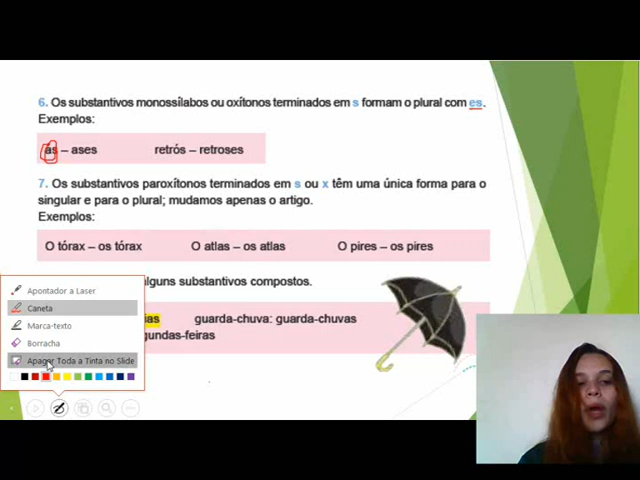 6. Os substantivos monossílabos ou oxítonos terminados em s formam o plural com es.
Exemplos:
as – ases retrós – retroses
7. Os substantivos paroxítonos terminados em s ou x têm uma única forma para o
singular e para o plural; mudamos apenas o artigo.
Exemplos:
O tórax – os tórax O atlas – os atlas O pires – os pires
alguns substantivos compostos.
ias guarda-chuva: guarda-chuvas
gundas-feiras
Apontador a Laser
Caneta
Marca-texto
Borracha
Apagar Toda a Tinta no Slide